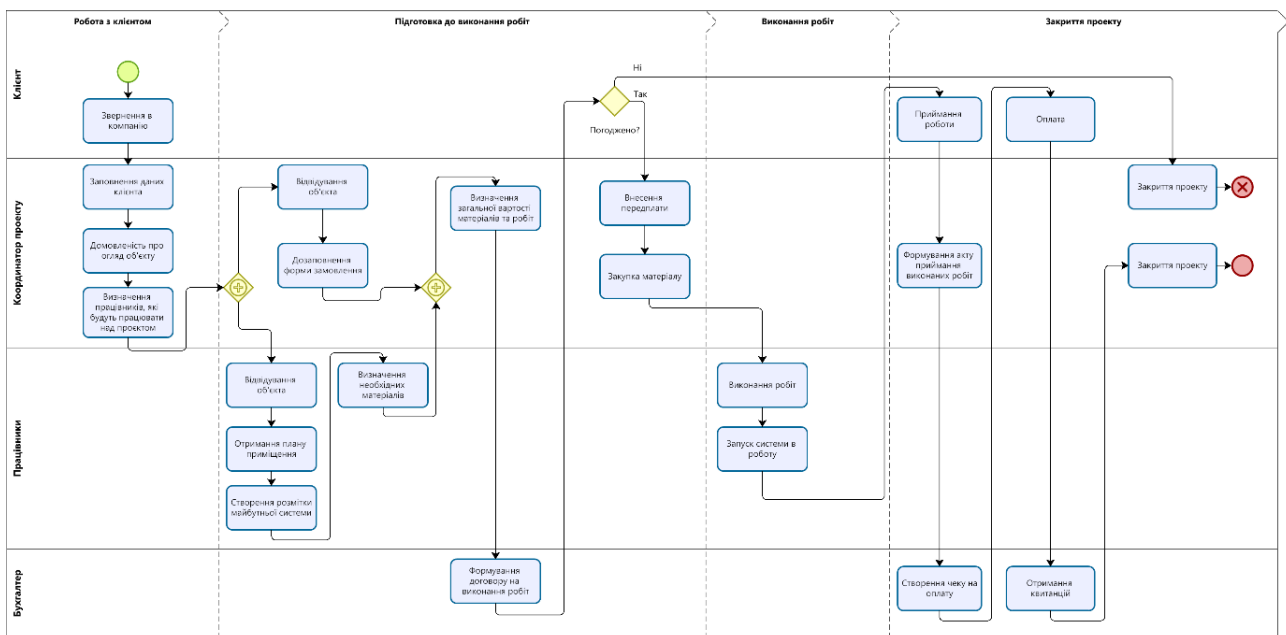 Робота з клієнтом
Підготовка до виконання робіт
Виконання робіт
Закриття проекту
Клієнт
Звернення в
компанію
Погоджено?
Ні
Так
Приймання
роботи
Оплата
Координатор проекту
Заповнення даних
клієнта
Домовленість про
огляд об'єкту
Визначення
працівників, які
будуть працювати
над проєктом
Відвідування
об'єкта
Дозаповнення
форми замовлення
Визначення
загальної вартості
матеріалів та робіт
Внесення
передплати
Закупка матеріалу
Формування акту
приймання
виконаних робіт
Закриття проекту
Закриття проекту
Працівники
Відвідування
об'єкта
Отримання плану
приміщення
Створення розмітки
майбутньої системи
Визначення
необхідних
матеріалів
Виконання робіт
Запуск системи в
роботу
Бухгалтер
Формування
договору на
виконання робіт
Створення чеку на
оплату
Отримання
квитанцій